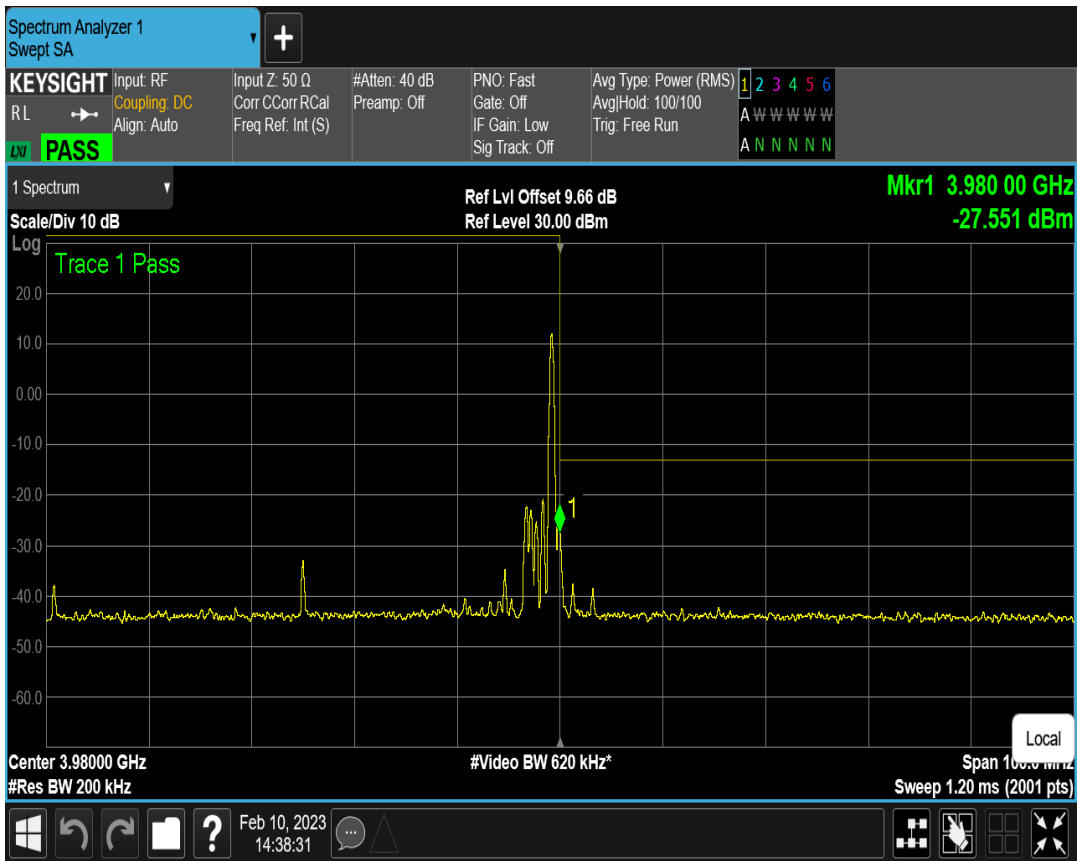 Spectrum Analyzer 1
Swept SA
KEYSIGHT
R L
LXI PASS
Input: RF
Coupling: DC
Align: Auto
Input Z: 50 Ω
Corr CCorr RCal
Freq Ref: Int (S)
#Atten: 40 dB
Preamp: Off
PNO: Fast
Gate: Off
IF Gain: Low
Sig Track: Off
Avg Type: Power (RMS)
Avg|Hold: 100/100
Trig: Free Run
1 2 3 4 5 6
A W W W W W
A N N N N N
1 Spectrum
Scale/Div 10 dB
Ref Lvl Offset 9.66 dB
Ref Level 30.00 dBm
Mkr1 3.980 00 GHz
-27.551 dBm
Log
Trace 1 Pass
20.0
10.0
0.00
-10.0
-20.0
1
-30.0
-40.0
-50.0
-60.0
Local
Center 3.98000 GHz
#Video BW 620 kHz*
Span 100.0 MHz
#Res BW 200 kHz
Sweep 1.20 ms (2001 pts)
?
Feb 10, 2023
14:38:31